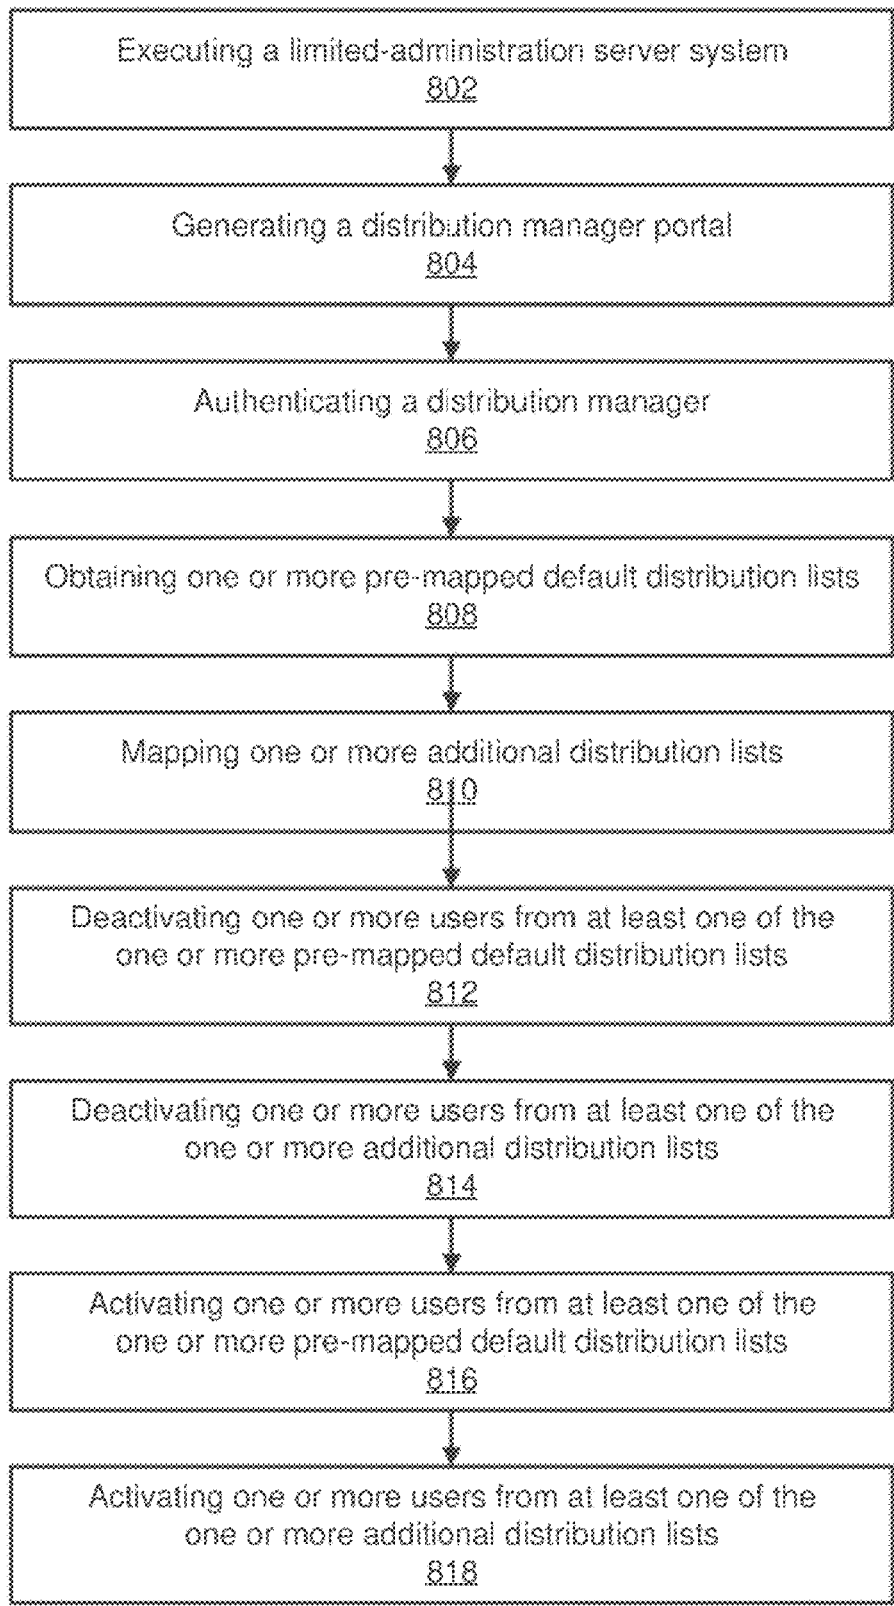 Executing a limited-administration server system
802
Generating a distribution manager portal
804
Authenticating a distribution manager
806
Obtaining one or more pre-mapped default distribution lists
808
Mapping one or more additional distribution lists
810
Deactivating one or more users from at least one of the
one or more pre-mapped default distribution lists
812
Deactivating one or more users from at least one of the
one or more additional distribution lists
814
Activating one or more users from at least one of the
one or more pre-mapped default distribution lists
816
Activating one or more users from at least one of the
one or more additional distribution lists
818